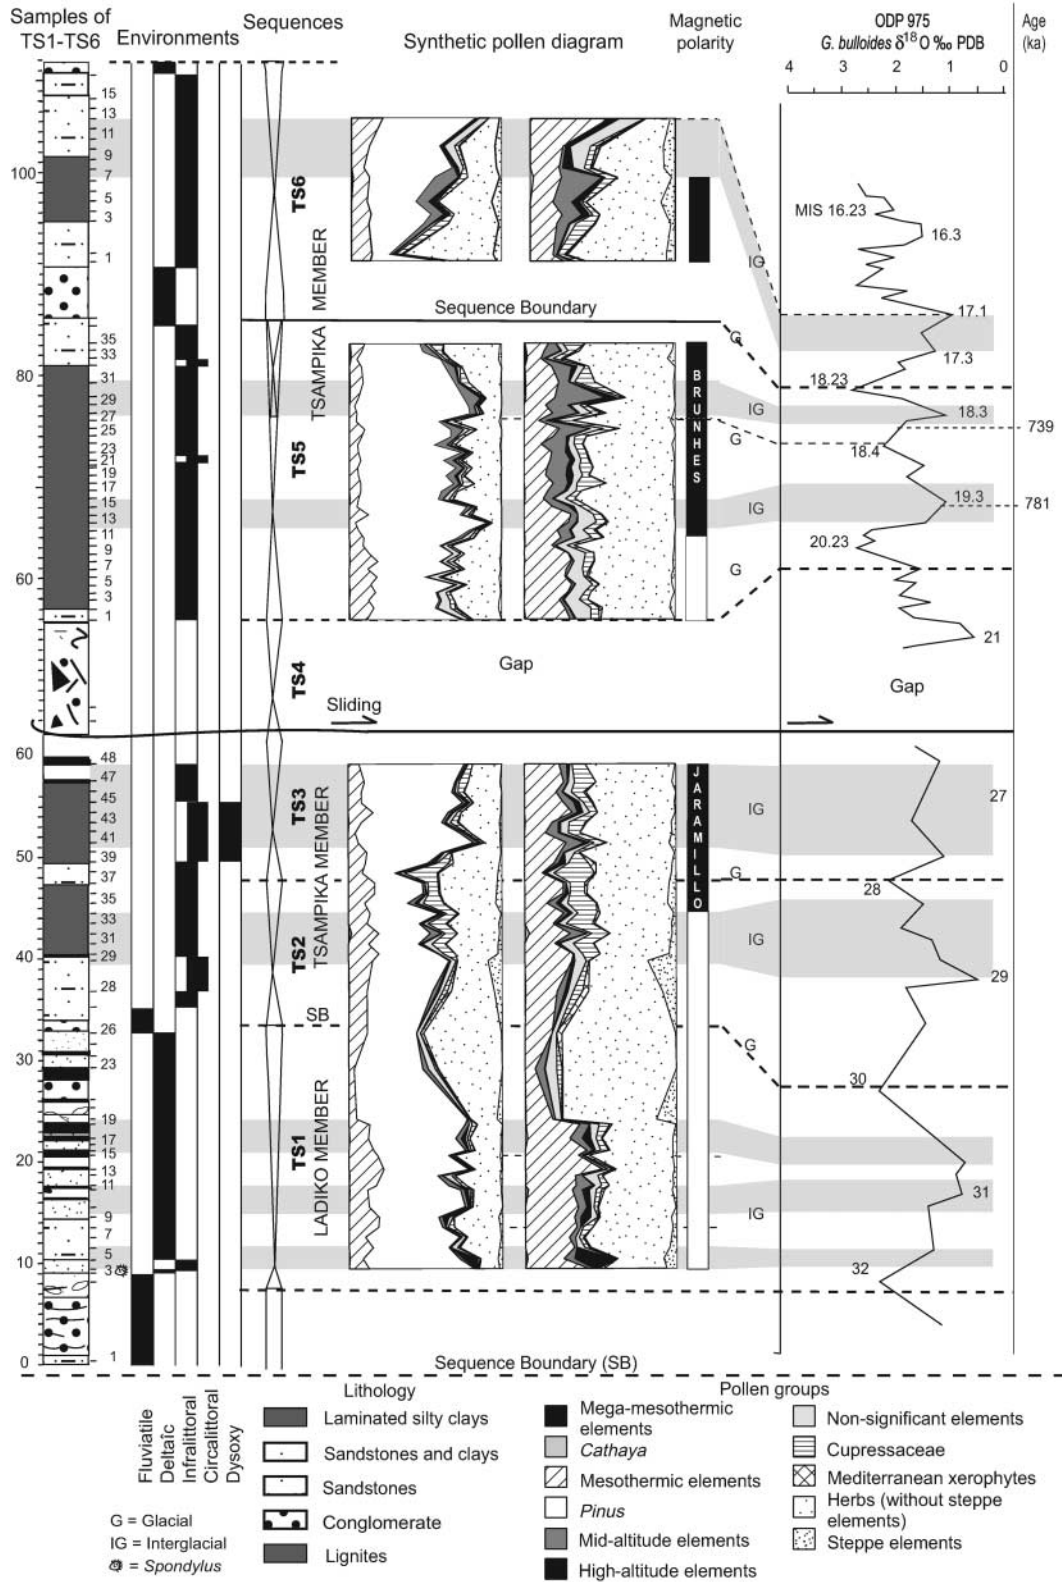 Samples of
TS1-TS6
Environments
Sequences
Synthetic pollen diagram
Magnetic
polarity
ODP 975
G. bulloides δ18O ‰ PDB
4 3 2 1 0
Age
(ka)
15
13
11
9
7
5
3
1
100
TS6
TSAMPIKA MEMBER
MIS 16.23
16.3
IG
17.1
Sequence Boundary
G
35
33
31
29
27
25
23
21
19
17
15
13
11
9
7
5
3
1
80
60
TS5
BRUNHES
17.3
18.23
IG
18.3
739
G
18.4
19.3
IG
781
20.23
G
21
TS4
Gap
Gap
Sliding
60
50
40
30
20
10
0
48
47
45
43
41
39
37
35
33
31
29
28
26
23
19
17
15
13
11
9
7
5
3
1
TS3
TSAMPIKA MEMBER
JARAMILLO
IG
27
G
28
TS2
IG
29
SB
G
30
TS1
LADIKO MEMBER
IG
31
32
Sequence Boundary (SB)
Fluviatile
Deltaïc
Infralittoral
Circalittoral
Dysoxy
G = Glacial
IG = Interglacial
= Spondylus
Lithology
Laminated silty clays
Sandstones and clays
Sandstones
Conglomerate
Lignites
Pollen groups
Mega-mesothermic
elements
Cathaya
Mesothermic elements
Pinus
Mid-altitude elements
High-altitude elements
Non-significant elements
Cupressaceae
Mediterranean xerophytes
Herbs (without steppe
elements)
Steppe elements